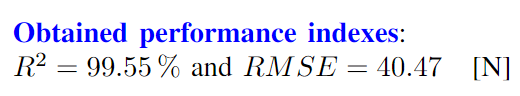 Obtained performance indexes:
R² = 99.55 % and RMSE = 40.47 [N]